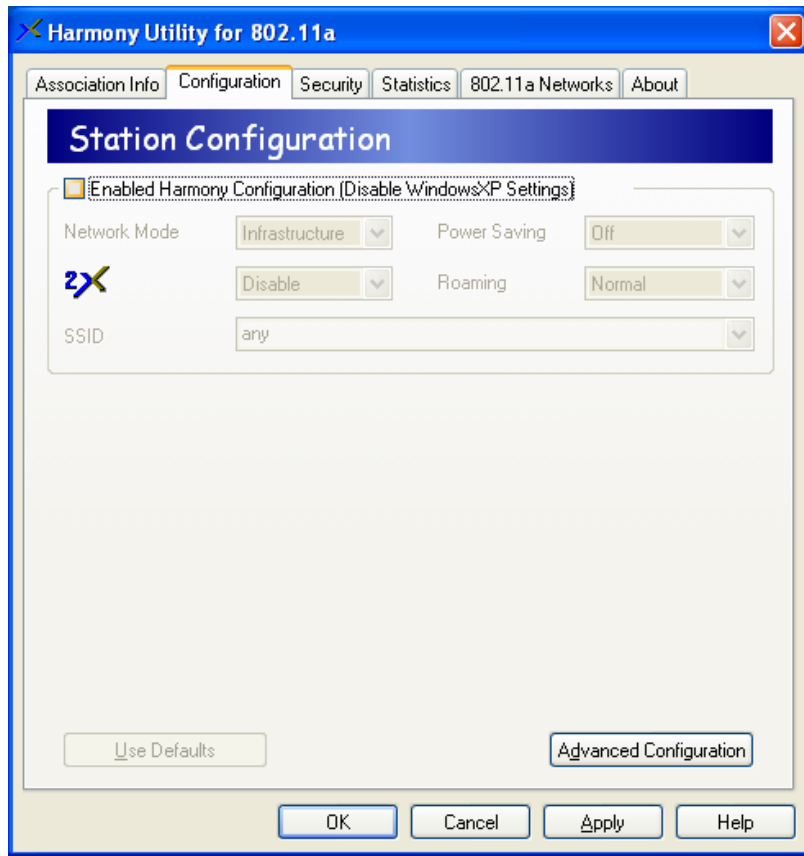 Harmony Utility for 802.11a
Association Info Configuration Security Statistics 802.11a Networks About
Station Configuration
Enabled Harmony Configuration (Disable WindowsXP Settings)
Network Mode Infrastructure Power Saving Off
2X Disable Roaming Normal
SSID any
Use Defaults Advanced Configuration
OK Cancel Apply Help